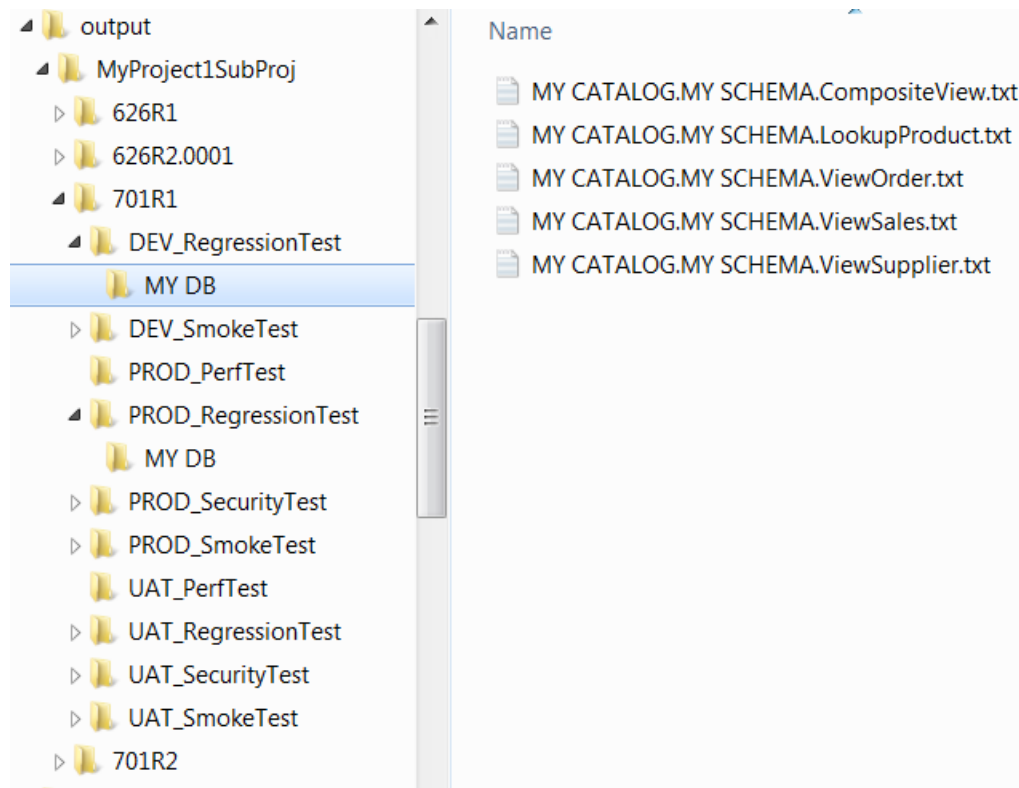 output
MyProject1SubProj
626R1
626R2.0001
701R1
DEV_RegressionTest
MY DB
DEV_SmokeTest
PROD_PerfTest
PROD_RegressionTest
MY DB
PROD_SecurityTest
PROD_SmokeTest
UAT_PerfTest
UAT_RegressionTest
UAT_SecurityTest
UAT_SmokeTest
701R2
Name
MY CATALOG.MY SCHEMA.CompositeView.txt
MY CATALOG.MY SCHEMA.LookupProduct.txt
MY CATALOG.MY SCHEMA.ViewOrder.txt
MY CATALOG.MY SCHEMA.ViewSales.txt
MY CATALOG.MY SCHEMA.ViewSupplier.txt